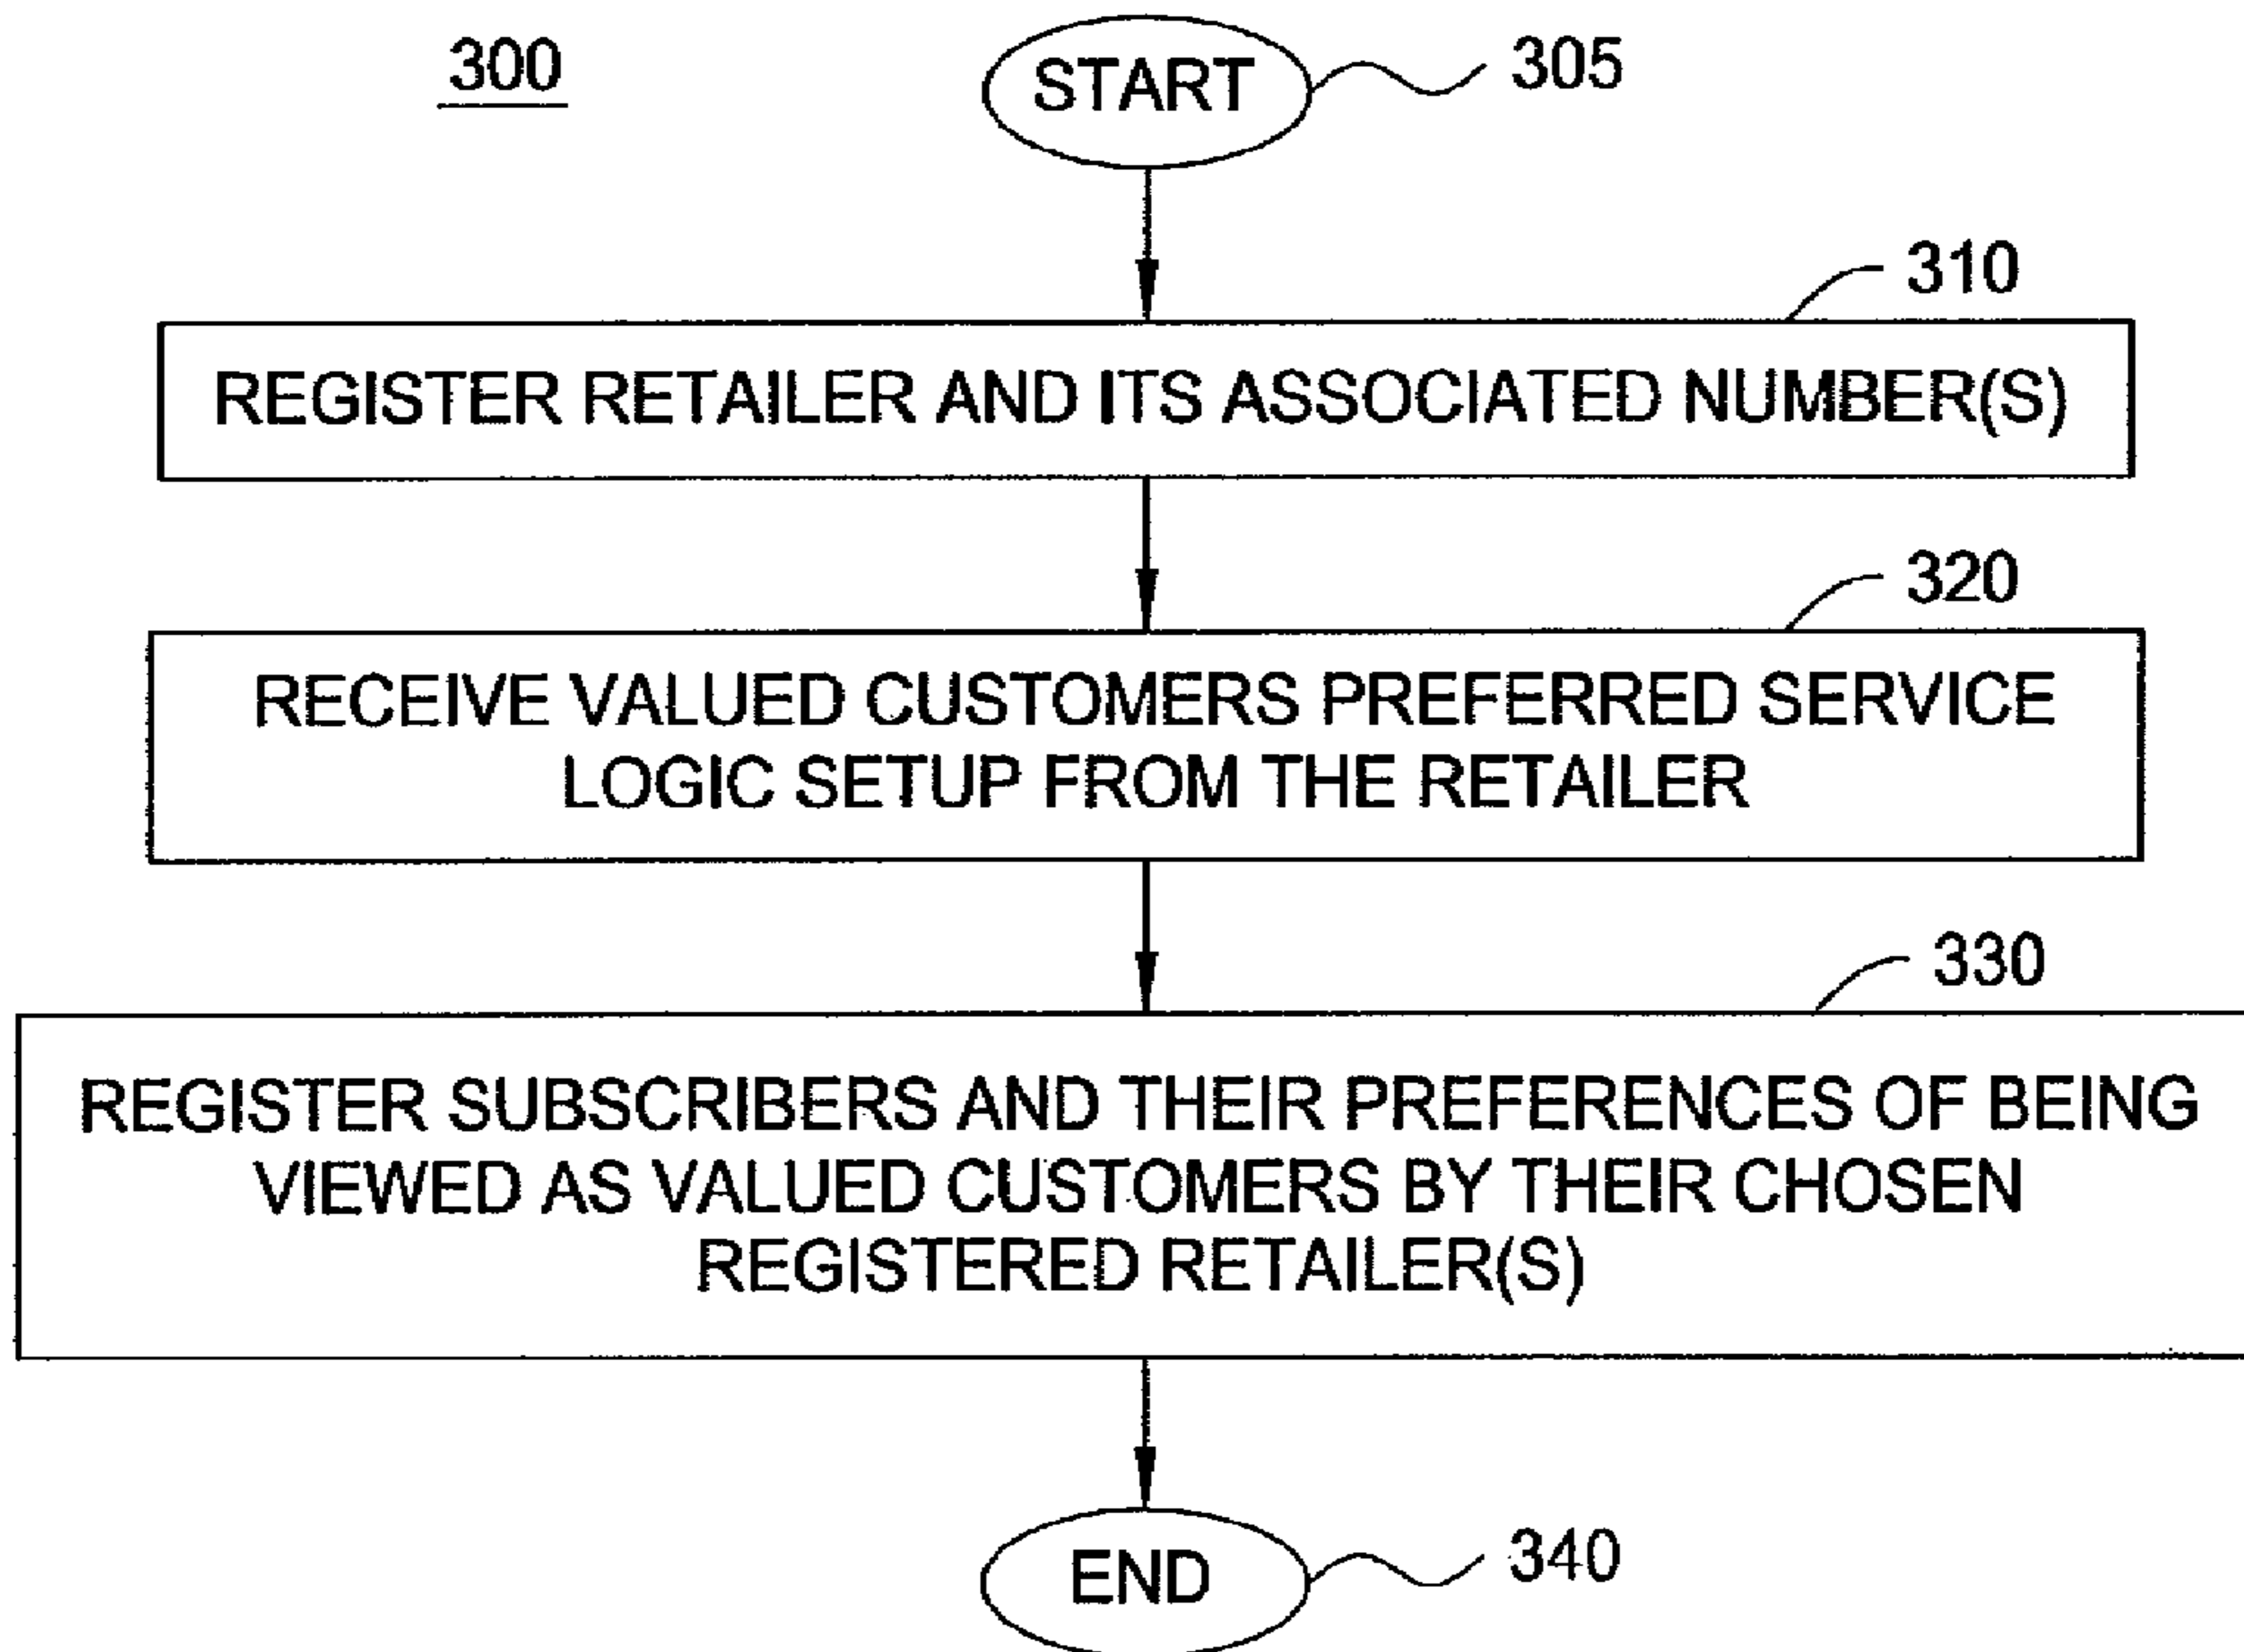 300
START
305
310
REGISTER RETAILER AND ITS ASSOCIATED NUMBER(S)
320
RECEIVE VALUED CUSTOMERS PREFERRED SERVICE
LOGIC SETUP FROM THE RETAILER
330
REGISTER SUBSCRIBERS AND THEIR PREFERENCES OF BEING
VIEWED AS VALUED CUSTOMERS BY THEIR CHOSEN
REGISTERED RETAILER(S)
END
340